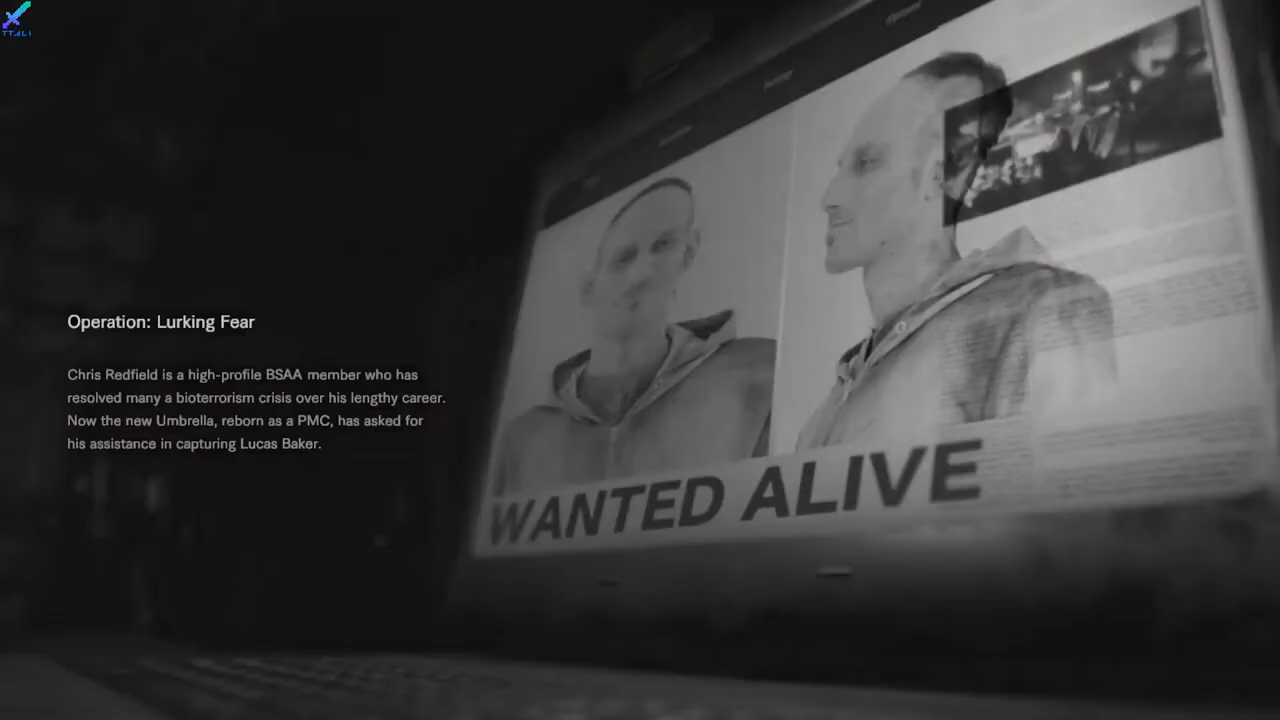 TTALI
Operation: Lurking Fear
Chris Redfield is a high-profile BSAA member who has
resolved many a bioterrorism crisis over his lengthy career.
Now the new Umbrella, reborn as a PMC, has asked for
his assistance in capturing Lucas Baker.
WANTED ALIVE